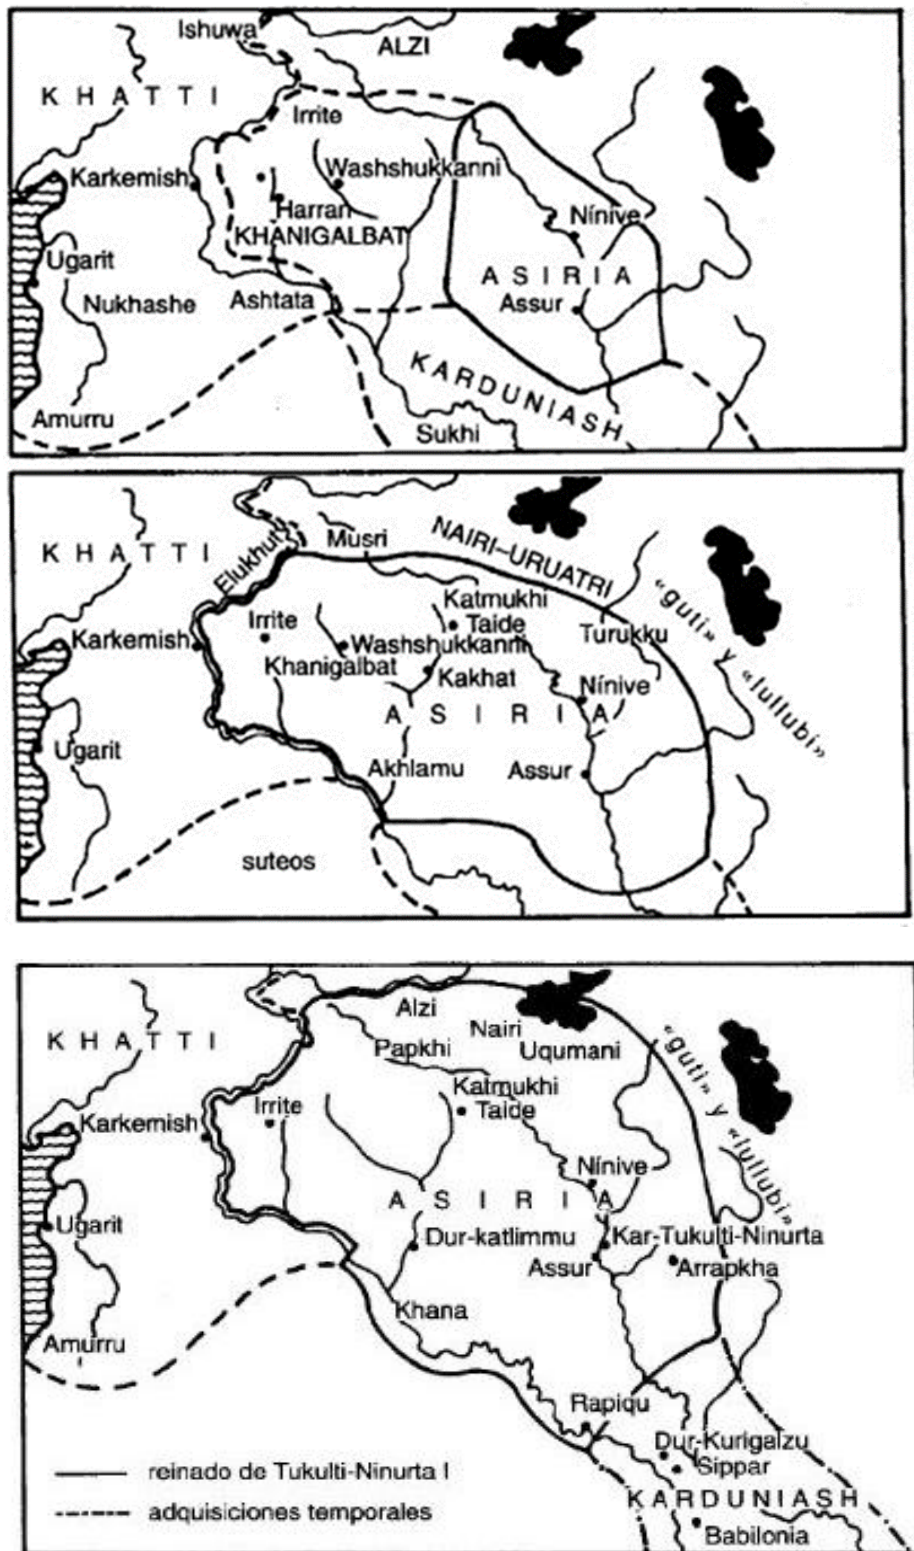 Ishuwa
ALZI
KHATTI
Irrite
Karkemish
Washshukkanni
Harran
Nínive
KHANIGALBAT
Ugarit
ASIRIA
Nukhashe
Ashtata
Assur
KARDUNIASH
Amurru
Sukhi
Musri
NAIRI-URUATRI
KHATTI
Elukhut
«guti» y «lullubi»
Katmukhi
Irrite
Taide
Turukku
Karkemish
Washshukkanni
Khanigalbat
Kakhat
Nínive
ASIRIA
Ugarit
Akhlamu
Assur
suteos
Alzi
Nairi
KHATTI
Papkhi
Uqumani
«guti» y «lullubi»
Katmukhi
Irrite
Taide
Karkemish
Nínive
ASIRIA
Ugarit
Dur-katlimmu
Kar-Tukulti-Ninurta
Assur
Arrapkha
Khana
Amurru
Rapiqu
Dur-Kurigalzu
Sippar
reinado de Tukulti-Ninurta I
KARDUNIASH
adquisiciones temporales
Babilonia